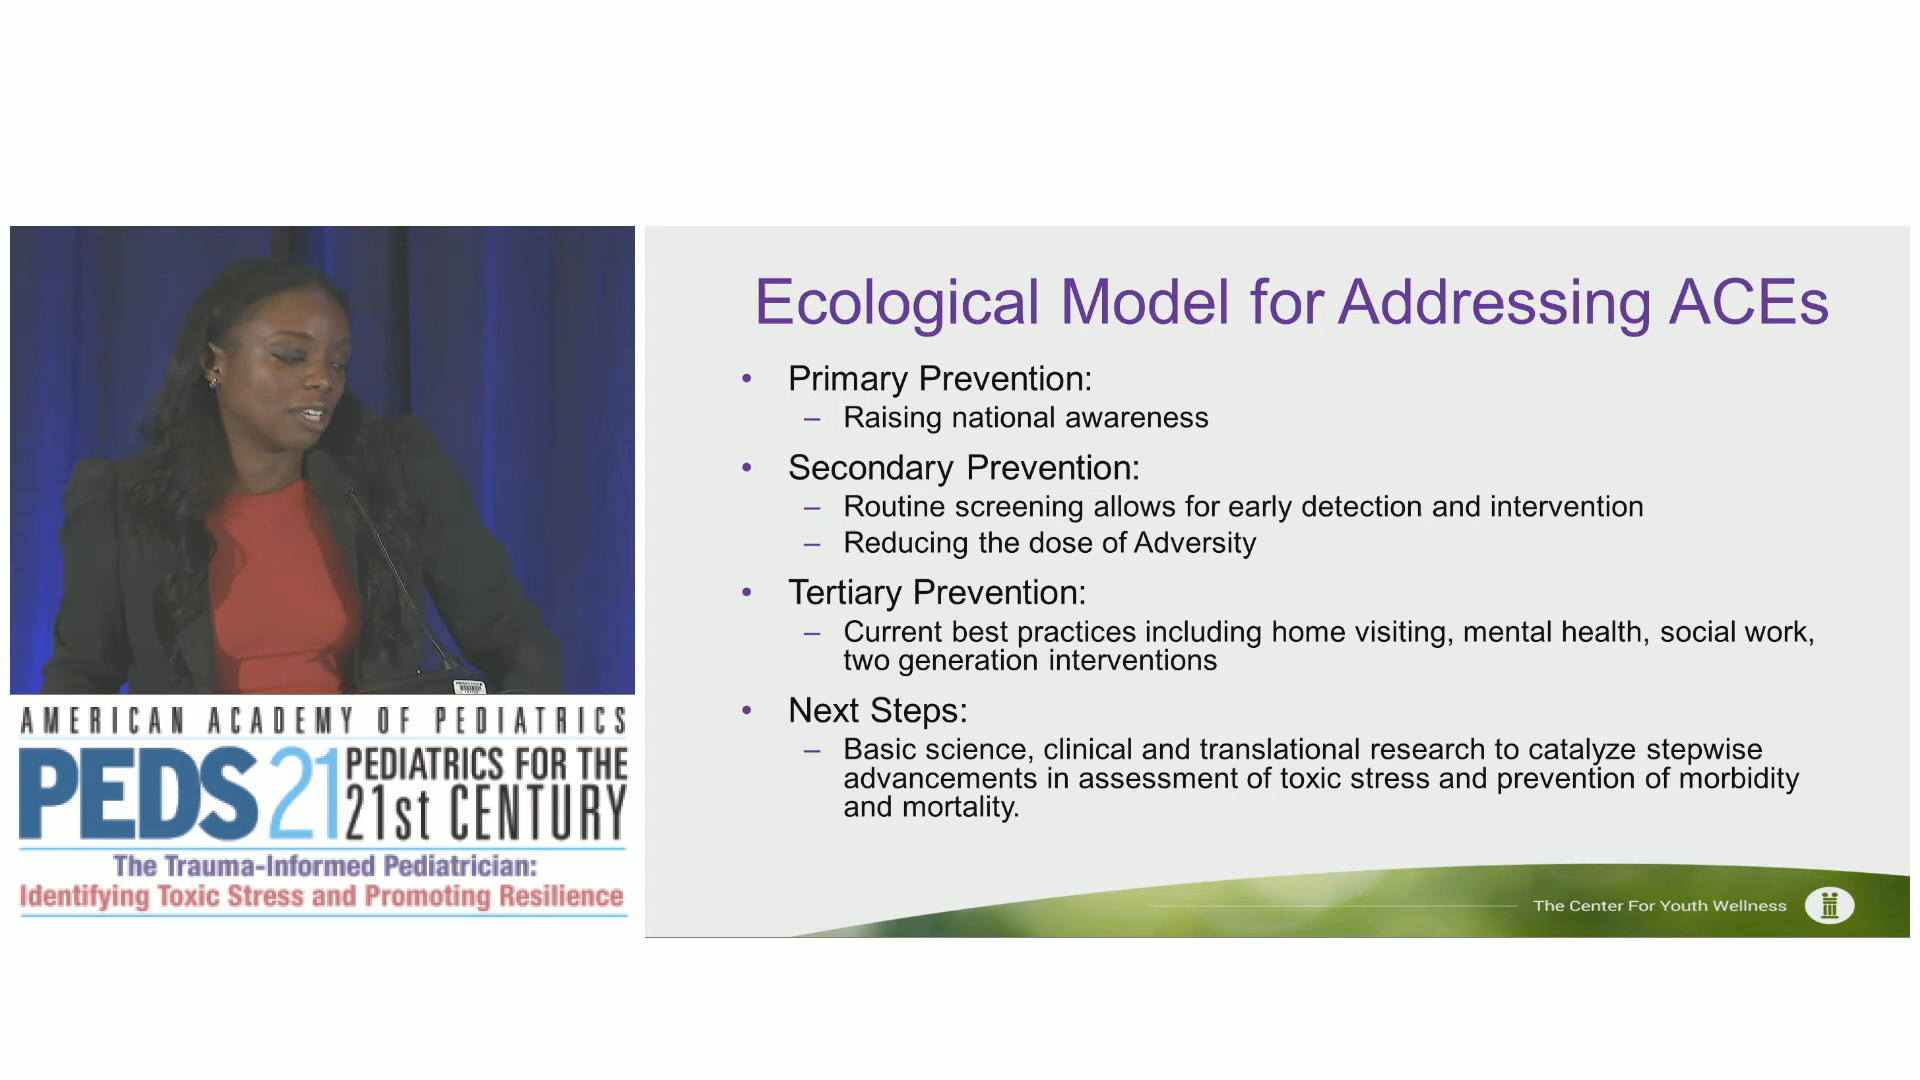 Ecological Model for Addressing ACEs
• Primary Prevention:
– Raising national awareness
• Secondary Prevention:
– Routine screening allows for early detection and intervention
– Reducing the dose of Adversity
• Tertiary Prevention:
– Current best practices including home visiting, mental health, social work,
two generation interventions
• Next Steps:
– Basic science, clinical and translational research to catalyze stepwise
advancements in assessment of toxic stress and prevention of morbidity
and mortality.
The Center For Youth Wellness
AMERICAN ACADEMY OF PEDIATRICS
PEDS 21 PEDIATRICS FOR THE
21st CENTURY
The Trauma-Informed Pediatrician:
Identifying Toxic Stress and Promoting Resilience